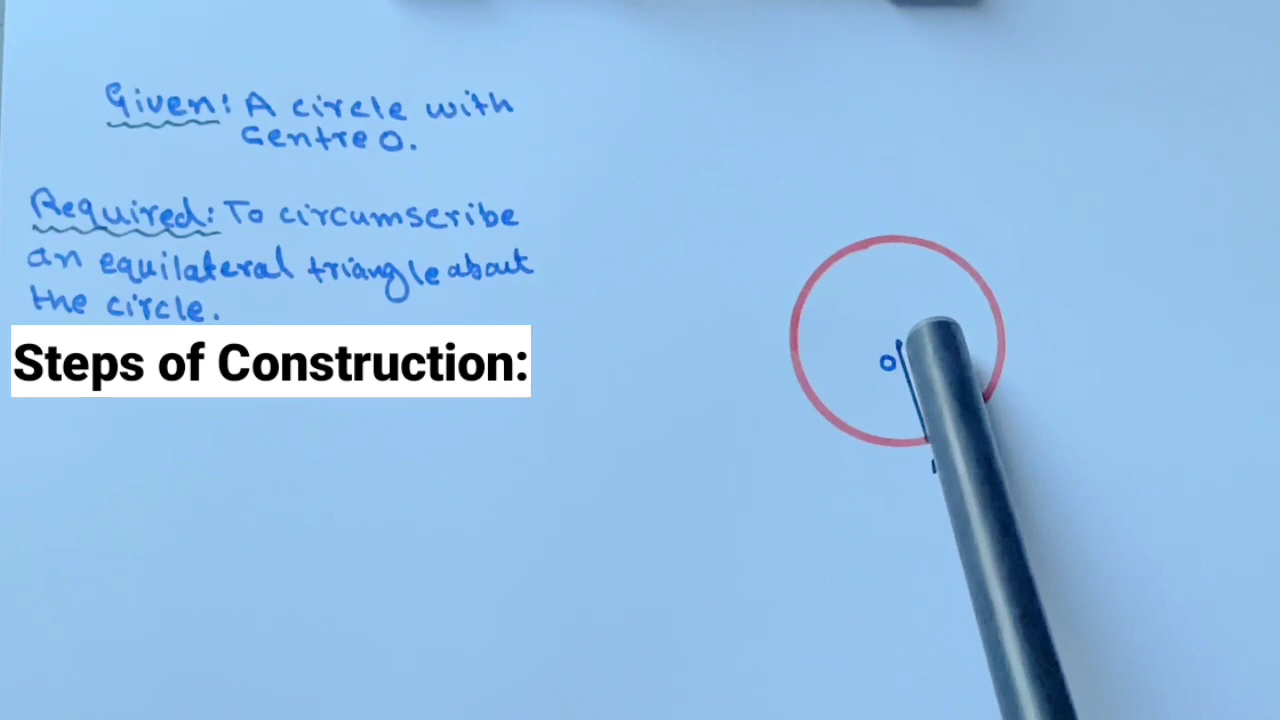 Given: A circle with
centre O.
Required: To circumscribe
an equilateral triangle about
the circle.
Steps of Construction:
O